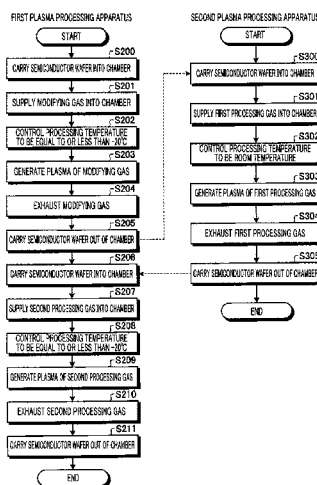 FIRST PLASMA PROCESSING APPARATUS
START
S200
CARRY SEMICONDUCTOR WAFER INTO CHAMBER
S201
SUPPLY MODIFYING GAS INTO CHAMBER
S202
CONTROL PROCESSING TEMPERATURE
TO BE EQUAL TO OR LESS THAN -20°C
S203
GENERATE PLASMA OF MODIFYING GAS
S204
EXHAUST MODIFYING GAS
S205
CARRY SEMICONDUCTOR WAFER OUT OF CHAMBER
S206
CARRY SEMICONDUCTOR WAFER INTO CHAMBER
S207
SUPPLY SECOND PROCESSING GAS INTO CHAMBER
S208
CONTROL PROCESSING TEMPERATURE
TO BE EQUAL TO OR LESS THAN -20°C
S209
GENERATE PLASMA OF SECOND PROCESSING GAS
S210
EXHAUST SECOND PROCESSING GAS
S211
CARRY SEMICONDUCTOR WAFER OUT OF CHAMBER
END
SECOND PLASMA PROCESSING APPARATUS
START
S300
CARRY SEMICONDUCTOR WAFER INTO CHAMBER
S301
SUPPLY FIRST PROCESSING GAS INTO CHAMBER
S302
CONTROL PROCESSING TEMPERATURE
TO BE ROOM TEMPERATURE
S303
GENERATE PLASMA OF FIRST PROCESSING GAS
S304
EXHAUST FIRST PROCESSING GAS
S305
CARRY SEMICONDUCTOR WAFER OUT OF CHAMBER
END